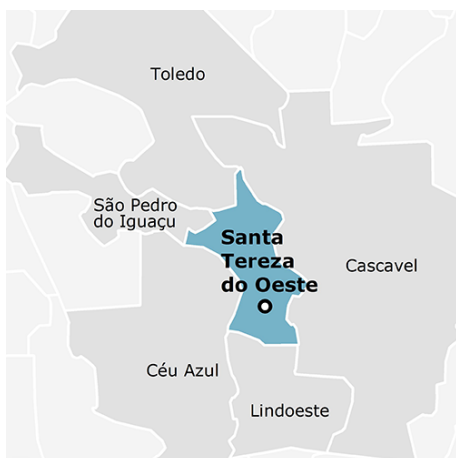 Toledo
São Pedro
do Iguaçu
Santa
Tereza
do Oeste
Cascavel
Céu Azul
Lindoeste